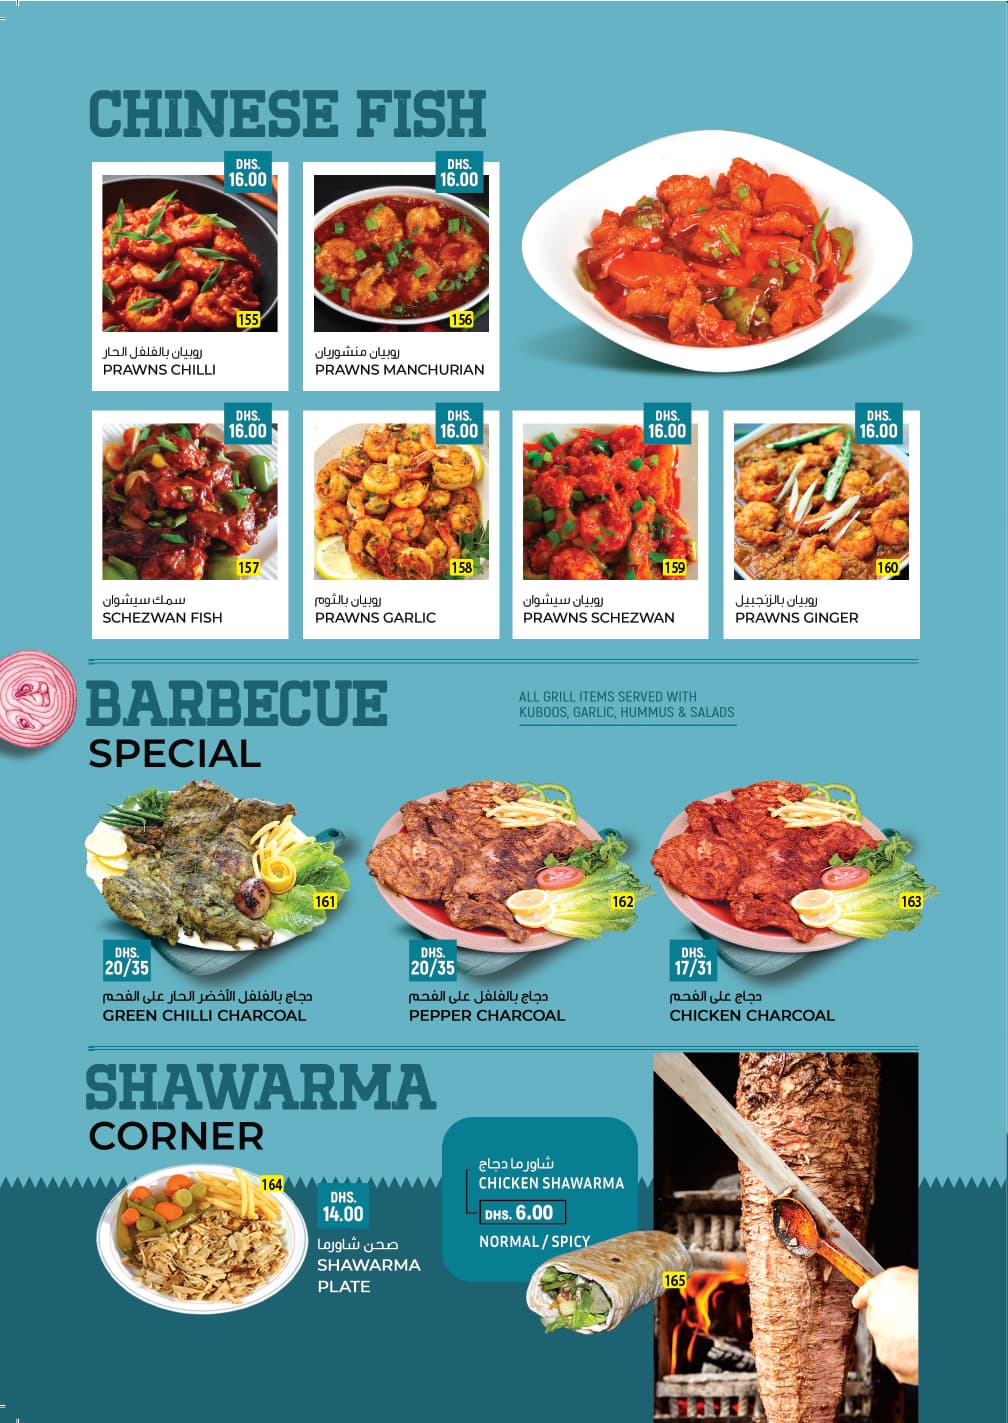 CHINESE FISH
DHS.
16.00
155
روبيان بالفلفل الحار
PRAWNS CHILLI
DHS.
16.00
156
روبيان منشوريان
PRAWNS MANCHURIAN
DHS.
16.00
157
سمك سيشوان
SCHEZWAN FISH
DHS.
16.00
158
روبيان بالثوم
PRAWNS GARLIC
DHS.
16.00
159
روبيان سيشوان
PRAWNS SCHEZWAN
DHS.
16.00
160
روبيان بالزنجبيل
PRAWNS GINGER
BARBECUE
SPECIAL
ALL GRILL ITEMS SERVED WITH
KUBOOS, GARLIC, HUMMUS & SALADS
161
DHS.
20/35
دجاج بالفلفل الأخضر الحار على الفحم
GREEN CHILLI CHARCOAL
162
DHS.
20/35
دجاج بالفلفل على الفحم
PEPPER CHARCOAL
163
DHS.
17/31
دجاج على الفحم
CHICKEN CHARCOAL
SHAWARMA
CORNER
164
DHS.
14.00
صحن شاورما
SHAWARMA
PLATE
شاورما دجاج
CHICKEN SHAWARMA
DHS. 6.00
NORMAL / SPICY
165